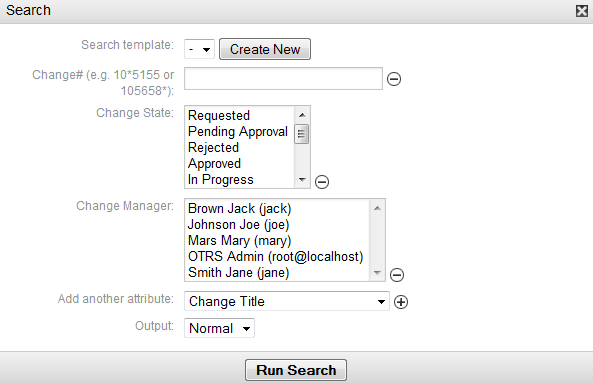 Search
Search template:
-
Create New
Change# (e.g. 10*5155 or
105658*):
Change State:
Requested
Pending Approval
Rejected
Approved
In Progress
Change Manager:
Brown Jack (jack)
Johnson Joe (joe)
Mars Mary (mary)
OTRS Admin (root@localhost)
Smith Jane (jane)
Add another attribute:
Change Title
Output:
Normal
Run Search